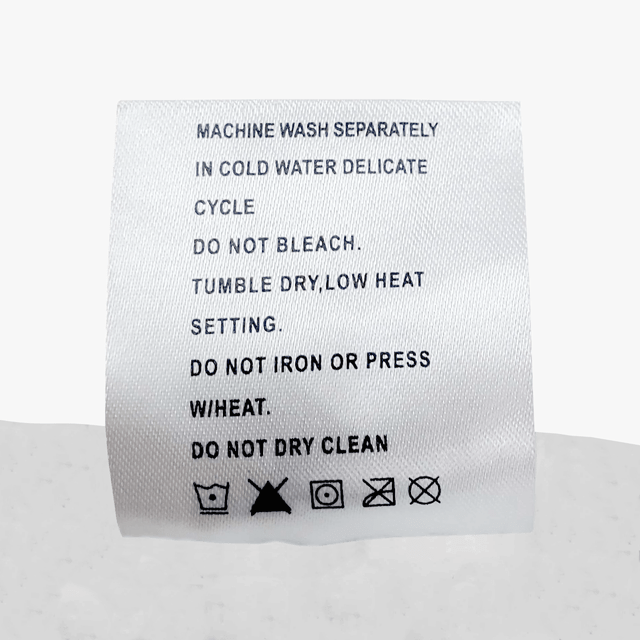 MACHINE WASH SEPARATELY
IN COLD WATER DELICATE
CYCLE
DO NOT BLEACH.
TUMBLE DRY,LOW HEAT
SETTING.
DO NOT IRON OR PRESS
W/HEAT.
DO NOT DRY CLEAN